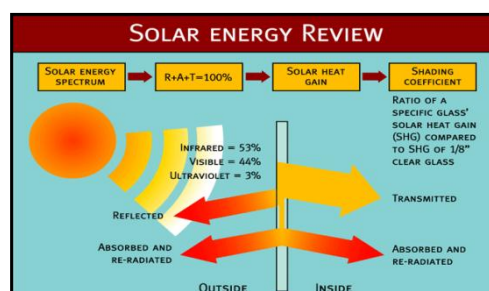 SOLAR ENERGY REVIEW
SOLAR ENERGY
SPECTRUM
R+A+T=100%
SOLAR HEAT
GAIN
SHADING
COEFFICIENT
RATIO OF A
SPECIFIC GLASS'
SOLAR HEAT GAIN
(SHG) COMPARED
TO SHG OF 1/8"
CLEAR GLASS
INFRARED = 53%
VISIBLE = 44%
ULTRAVIOLET = 3%
REFLECTED
TRANSMITTED
ABSORBED AND
RE-RADIATED
ABSORBED AND
RE-RADIATED
OUTSIDE
INSIDE